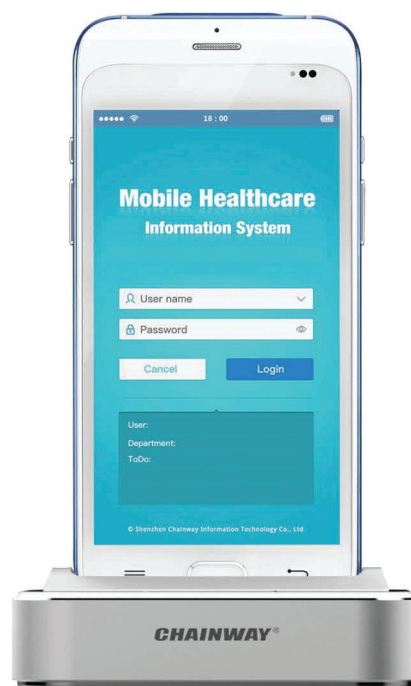 18:00
Mobile Healthcare
Information System
User name
Password
Cancel
Login
User:
Department:
ToDo:
© Shenzhen Chainway Information Technology Co., Ltd
CHAINWAY®